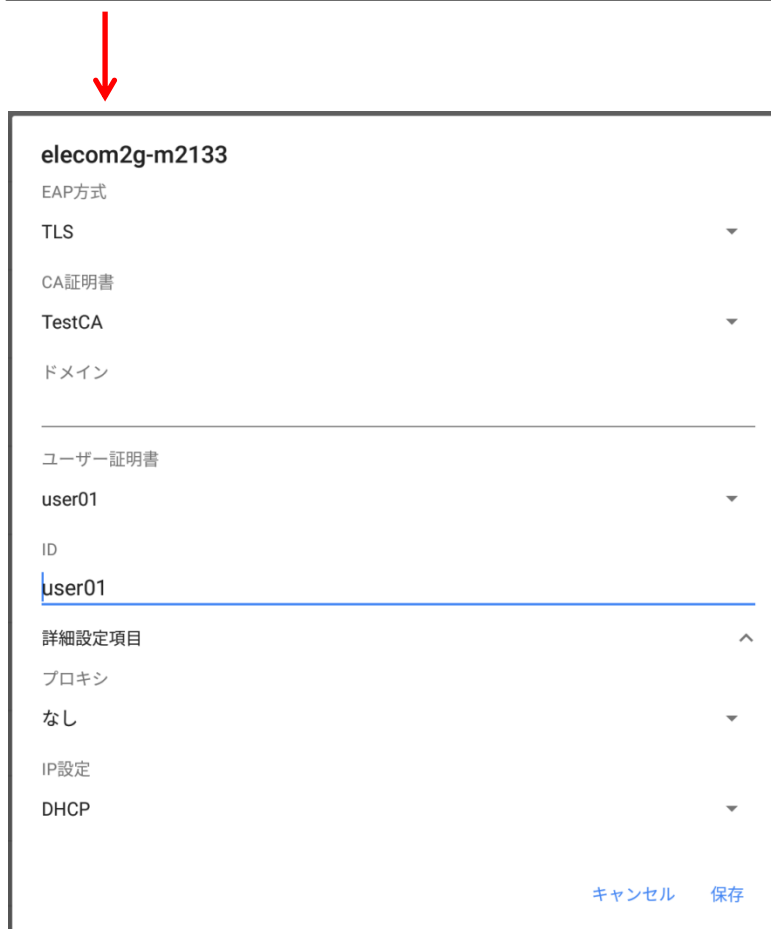 elecom2g-m2133
EAP方式
TLS
CA証明書
TestCA
ドメイン
ユーザー証明書
user01
ID
user01
詳細設定項目
プロキシ
なし
IP設定
DHCP
キャンセル 保存